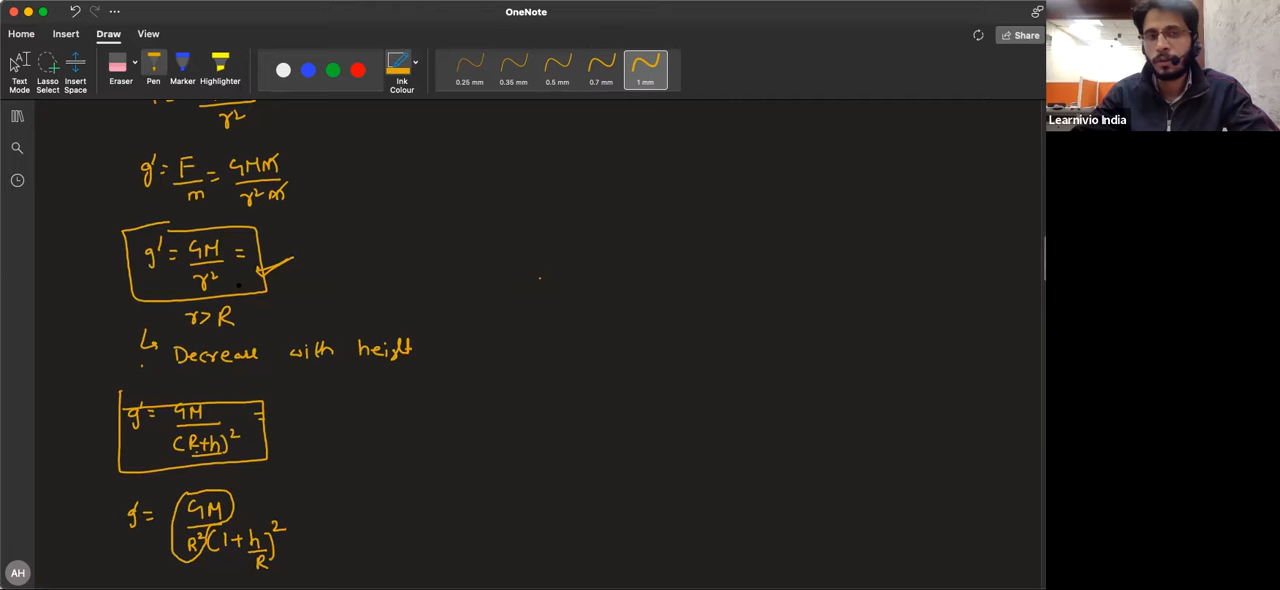 OneNote
Home Insert Draw View
Share
Text Mode
Lasso Select
Insert Space
Eraser
Pen
Marker
Highlighter
Ink Colour
0.25 mm
0.35 mm
0.5 mm
0.7 mm
1 mm
Learnivio India
r²
g' = F/m = GMm/r²m
g' = GM/r² =
r > R
↳ Decrease with height
g' = GM/(R+h)² =
g' = GM/R²(1+h/R)²
AH